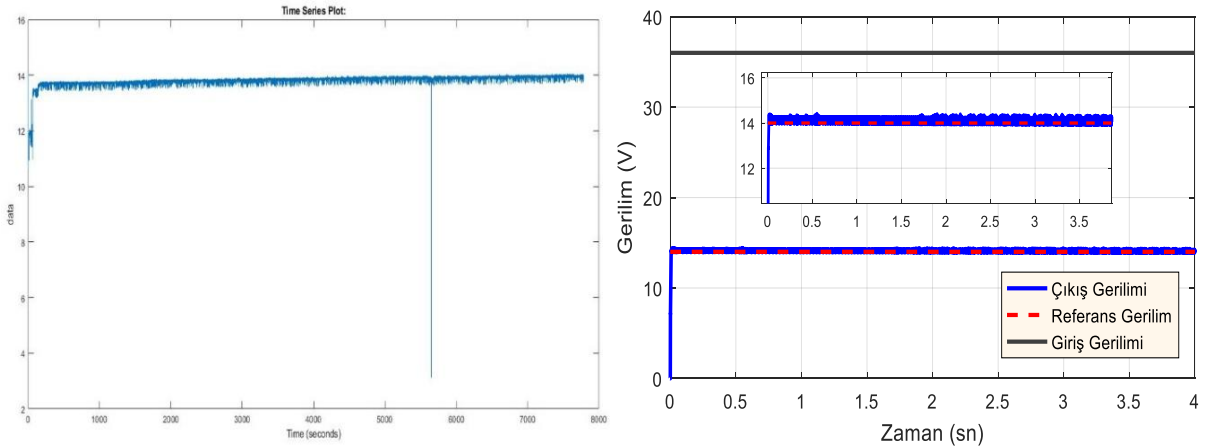 Time Series Plot:
16
14
12
10
8
6
4
2
data
0 1000 2000 3000 4000 5000 6000 7000 8000
Time (seconds)
40
30
20
10
0
Gerilim (V)
16
14
12
0 0.5 1 1.5 2 2.5 3 3.5
Çıkış Gerilimi
Referans Gerilim
Giriş Gerilimi
0 0.5 1 1.5 2 2.5 3 3.5 4
Zaman (sn)